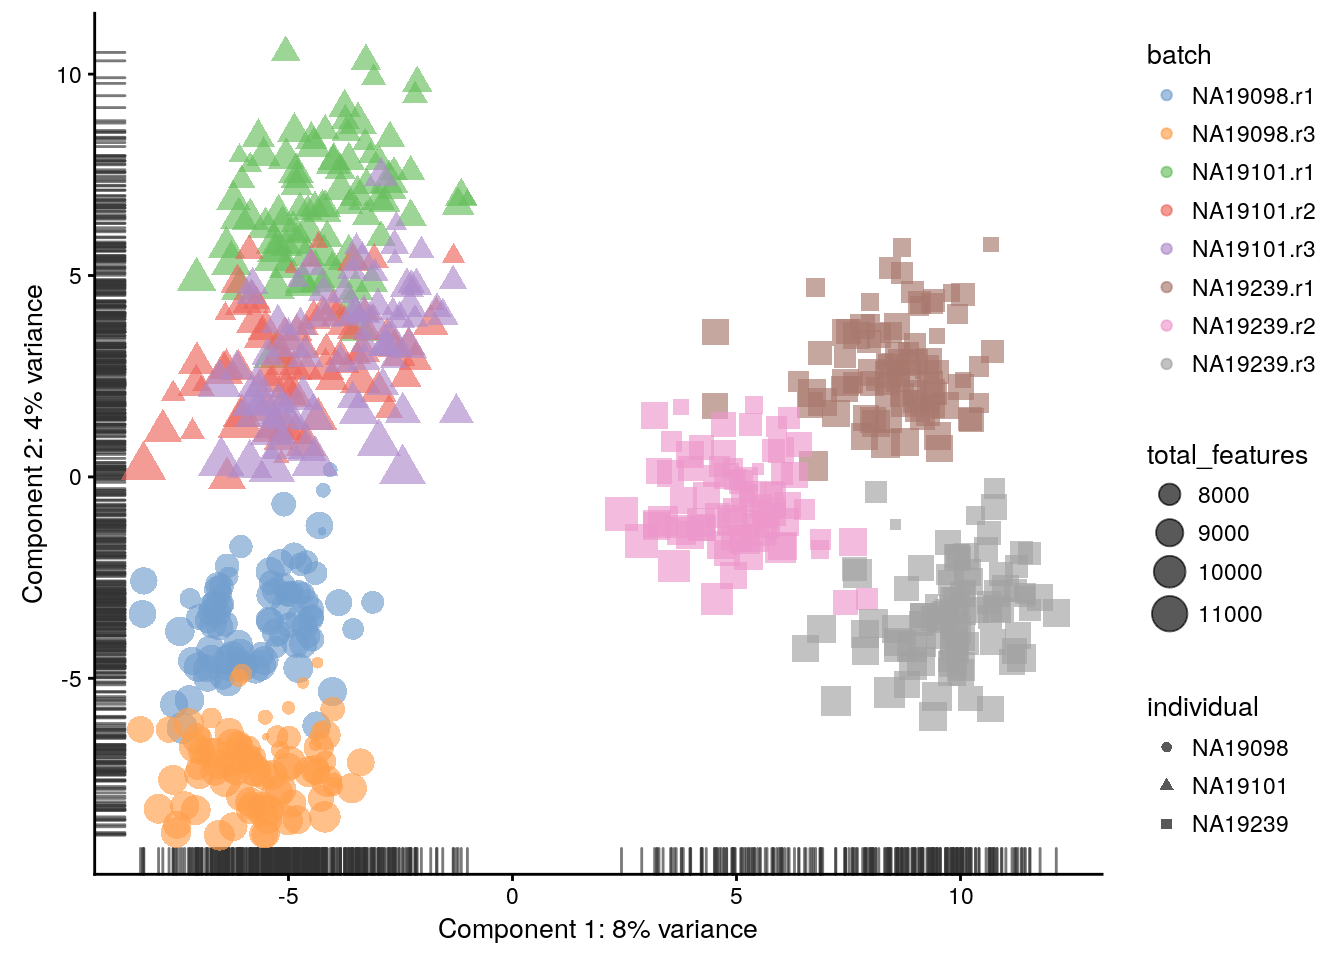 10
5
0
-5
Component 2: 4% variance
-5
0
5
10
Component 1: 8% variance
batch
NA19098.r1
NA19098.r3
NA19101.r1
NA19101.r2
NA19101.r3
NA19239.r1
NA19239.r2
NA19239.r3
total_features
8000
9000
10000
11000
individual
NA19098
NA19101
NA19239